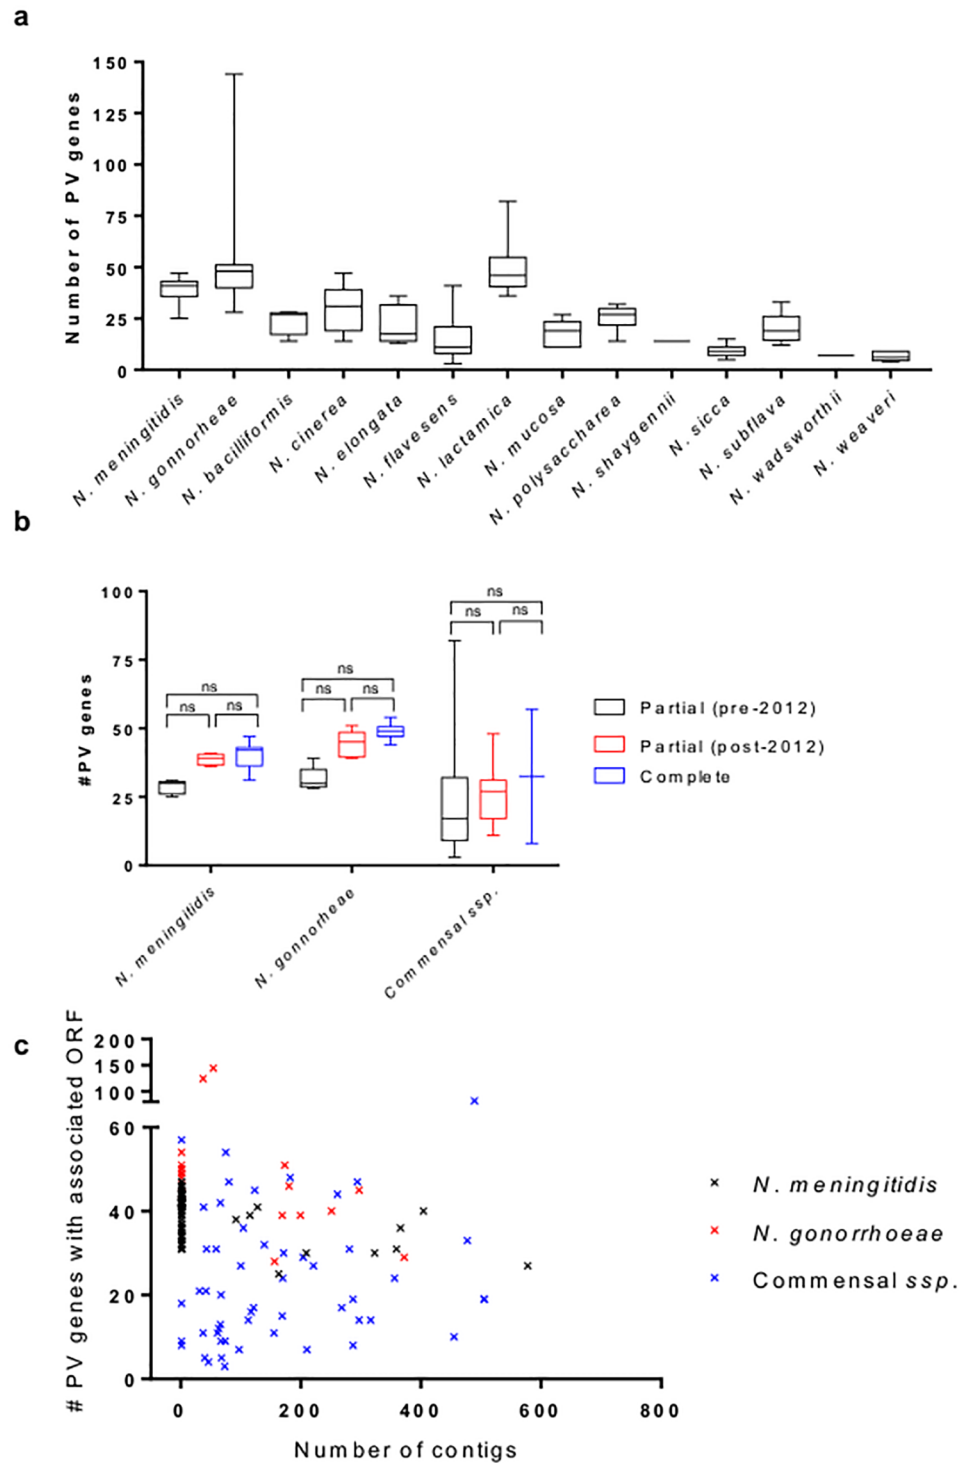 a
Number of PV genes
150
125
100
75
50
25
0
N. meningitidis
N. gonnorheae
N. bacilliformis
N. cinerea
N. elongata
N. flavesens
N. lactamica
N. mucosa
N. polysaccharea
N. shaygennii
N. sicca
N. subflava
N. wadsworthii
N. weaveri
b
#PV genes
100
75
50
25
0
ns
ns ns
ns
ns ns
ns
ns ns
N. meningitidis
N. gonnorheae
Commensal ssp.
Partial (pre-2012)
Partial (post-2012)
Complete
c
# PV genes with associated ORF
200
150
100
60
40
20
0
0 200 400 600 800
Number of contigs
N. meningitidis
N. gonorrhoeae
Commensal ssp.